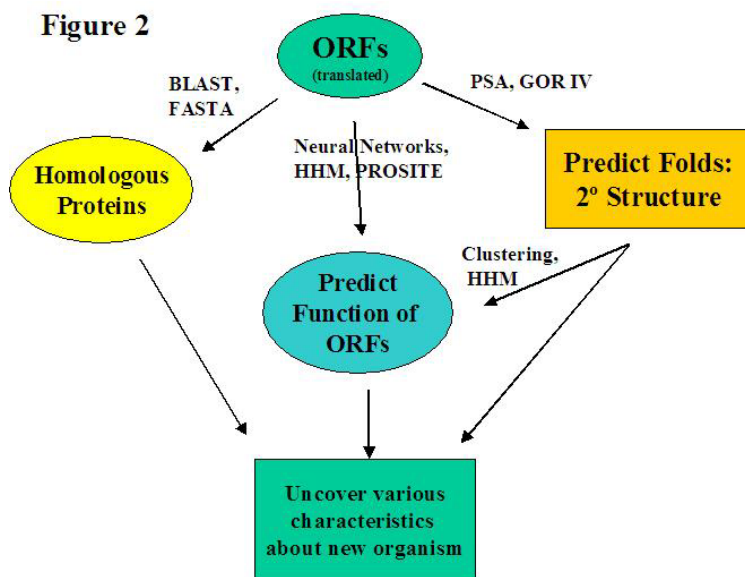 Figure 2
ORFs
(translated)
BLAST,
FASTA
PSA, GOR IV
Neural Networks,
HHM, PROSITE
Homologous
Proteins
Predict Folds:
2º Structure
Clustering,
HHM
Predict
Function of
ORFs
Uncover various
characteristics
about new organism